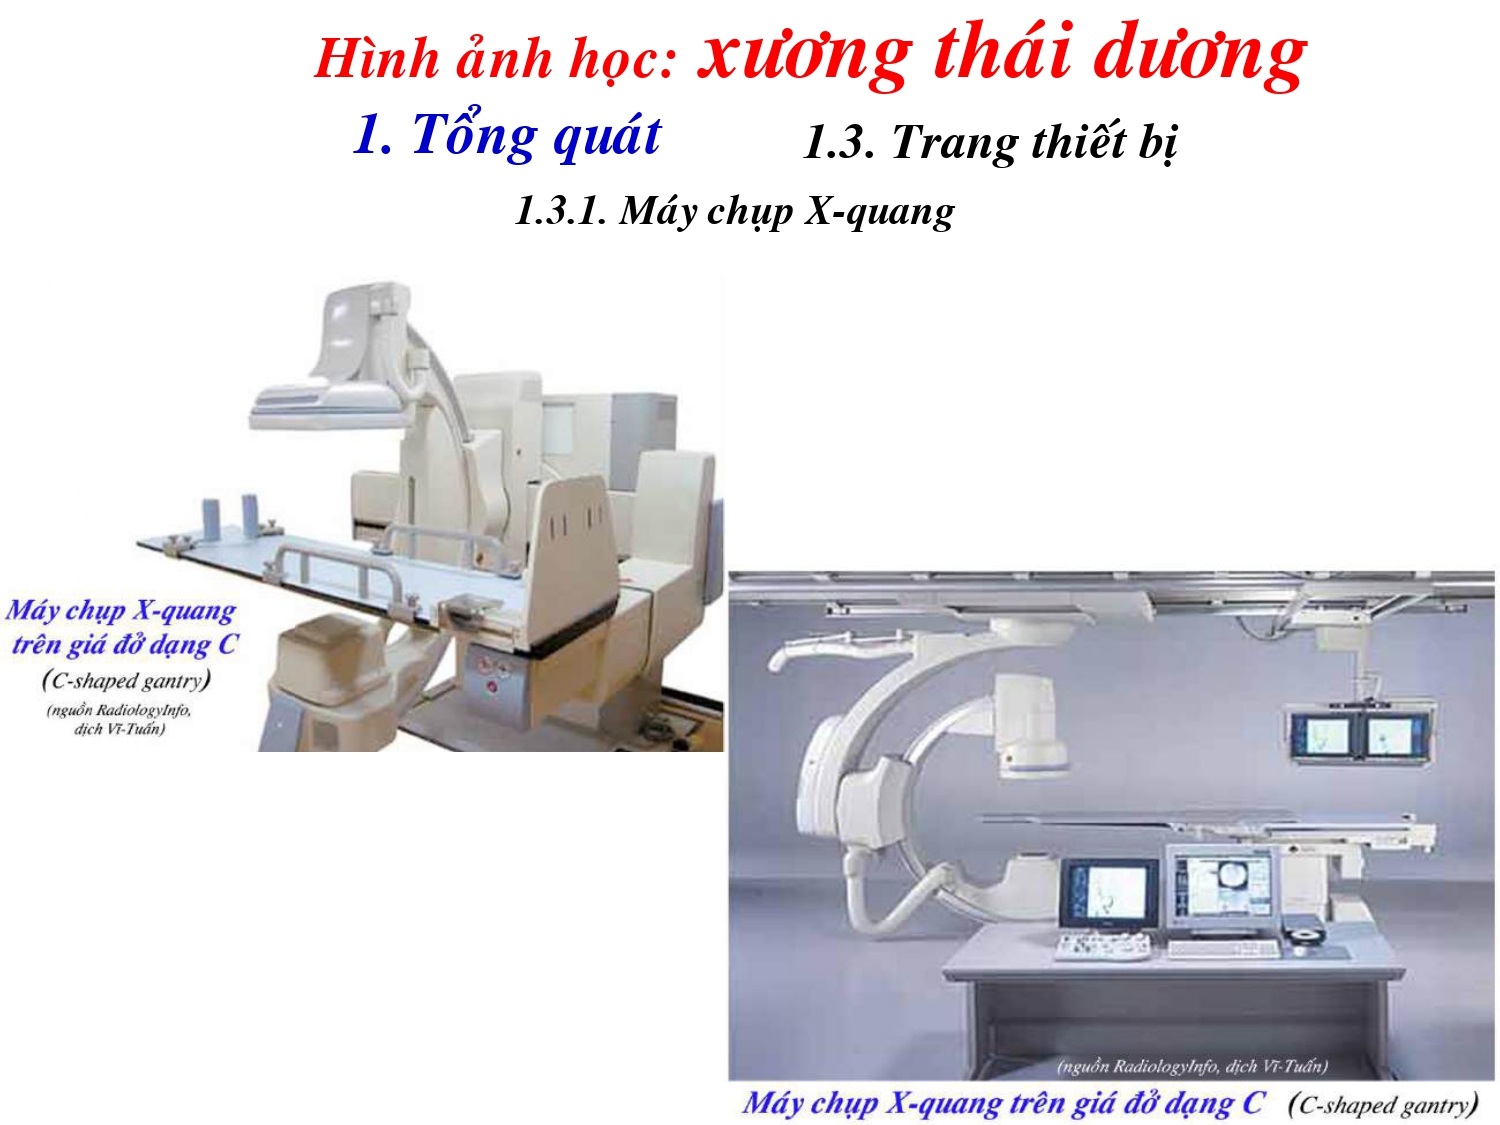 Hình ảnh học: xương thái dương
1. Tổng quát
1.3. Trang thiết bị
1.3.1. Máy chụp X-quang
Máy chụp X-quang
trên giá đở dạng C
(C-shaped gantry)
(nguồn RadiologyInfo,
dịch Vĩ-Tuấn)
(nguồn RadiologyInfo, dịch Vĩ-Tuấn)
Máy chụp X-quang trên giá đở dạng C (C-shaped gantry)